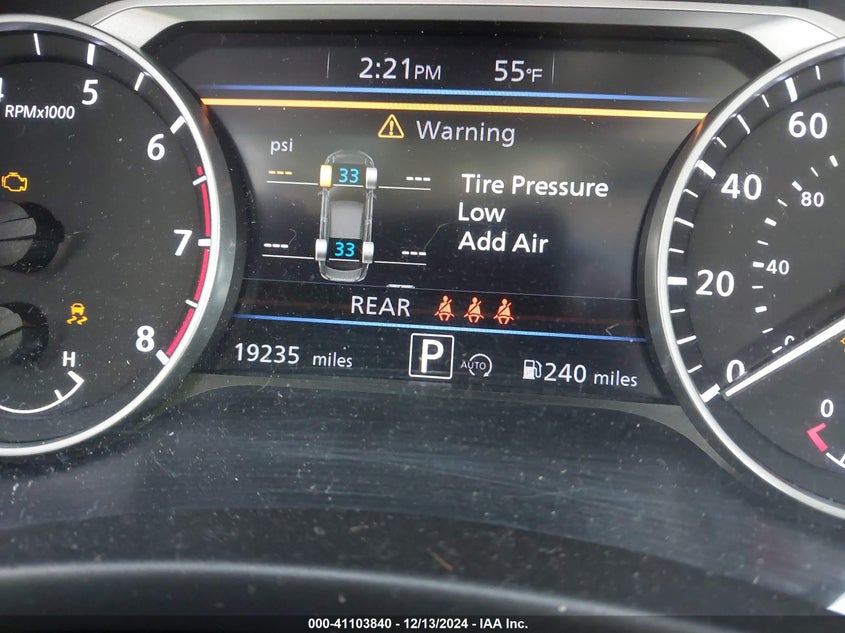 2:21PM 55°F
4 5 6 7 8
RPMx1000
H
Warning
psi
--- 33 ---
--- 33 ---
Tire Pressure
Low
Add Air
REAR
19235 miles P AUTO 240 miles
60
40
20
0
80
40
0
0
000-41103840 - 12/13/2024 - IAA Inc.